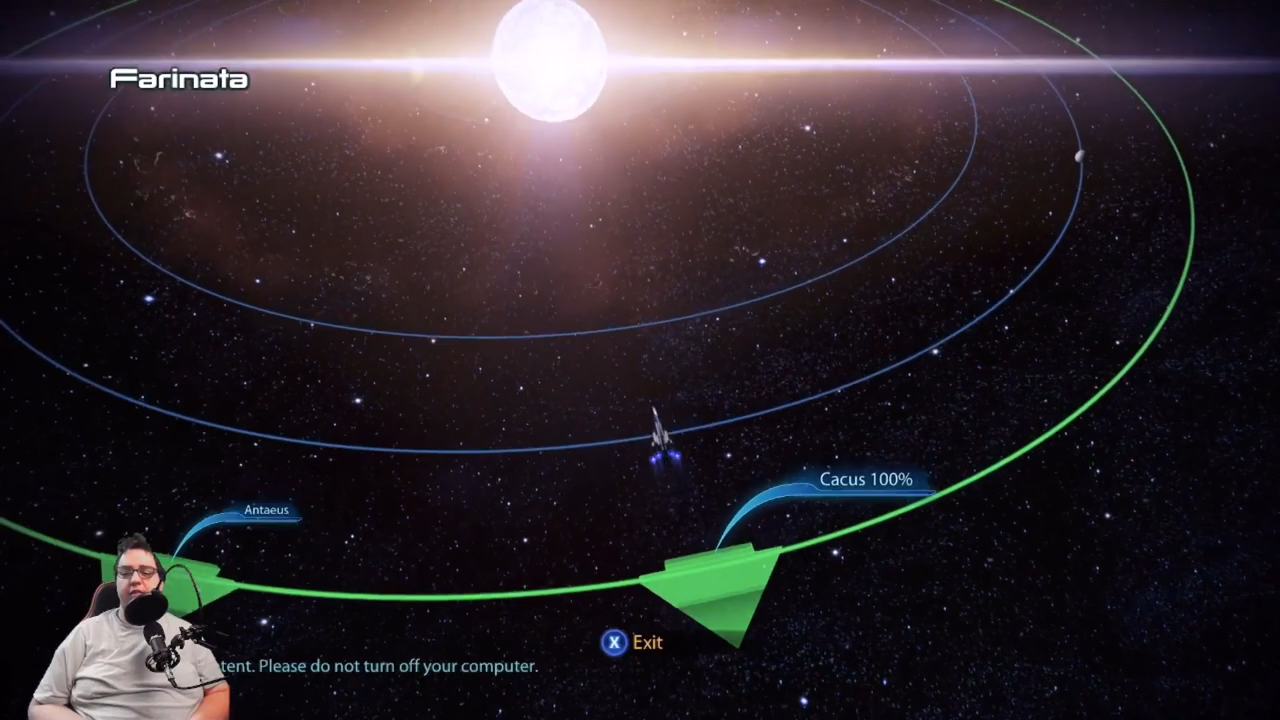 Farinata
Cacus 100%
Antaeus
X Exit
tent. Please do not turn off your computer.